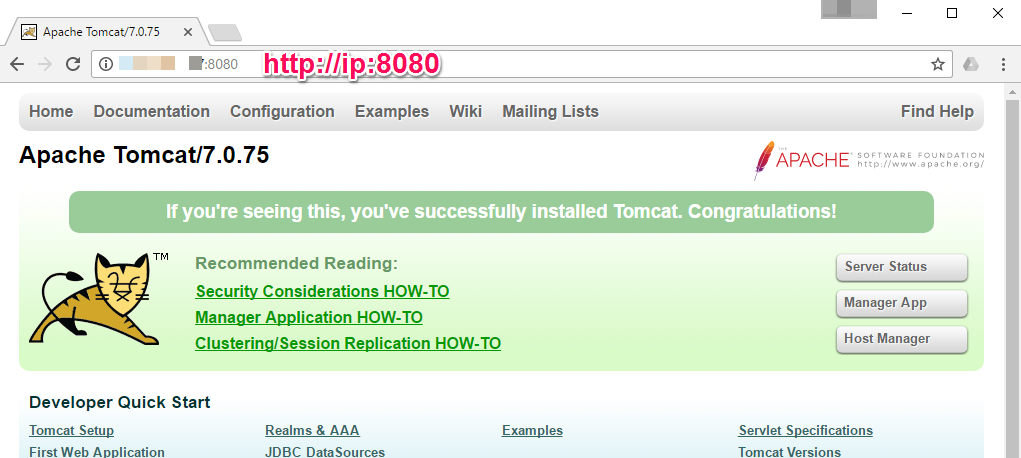 Apache Tomcat/7.0.75
:8080 http://ip:8080
Home Documentation Configuration Examples Wiki Mailing Lists Find Help
Apache Tomcat/7.0.75
THE APACHE SOFTWARE FOUNDATION
http://www.apache.org/
If you're seeing this, you've successfully installed Tomcat. Congratulations!
TM
Recommended Reading:
Security Considerations HOW-TO
Manager Application HOW-TO
Clustering/Session Replication HOW-TO
Server Status
Manager App
Host Manager
Developer Quick Start
Tomcat Setup Realms & AAA Examples Servlet Specifications
First Web Application JDBC DataSources Tomcat Versions